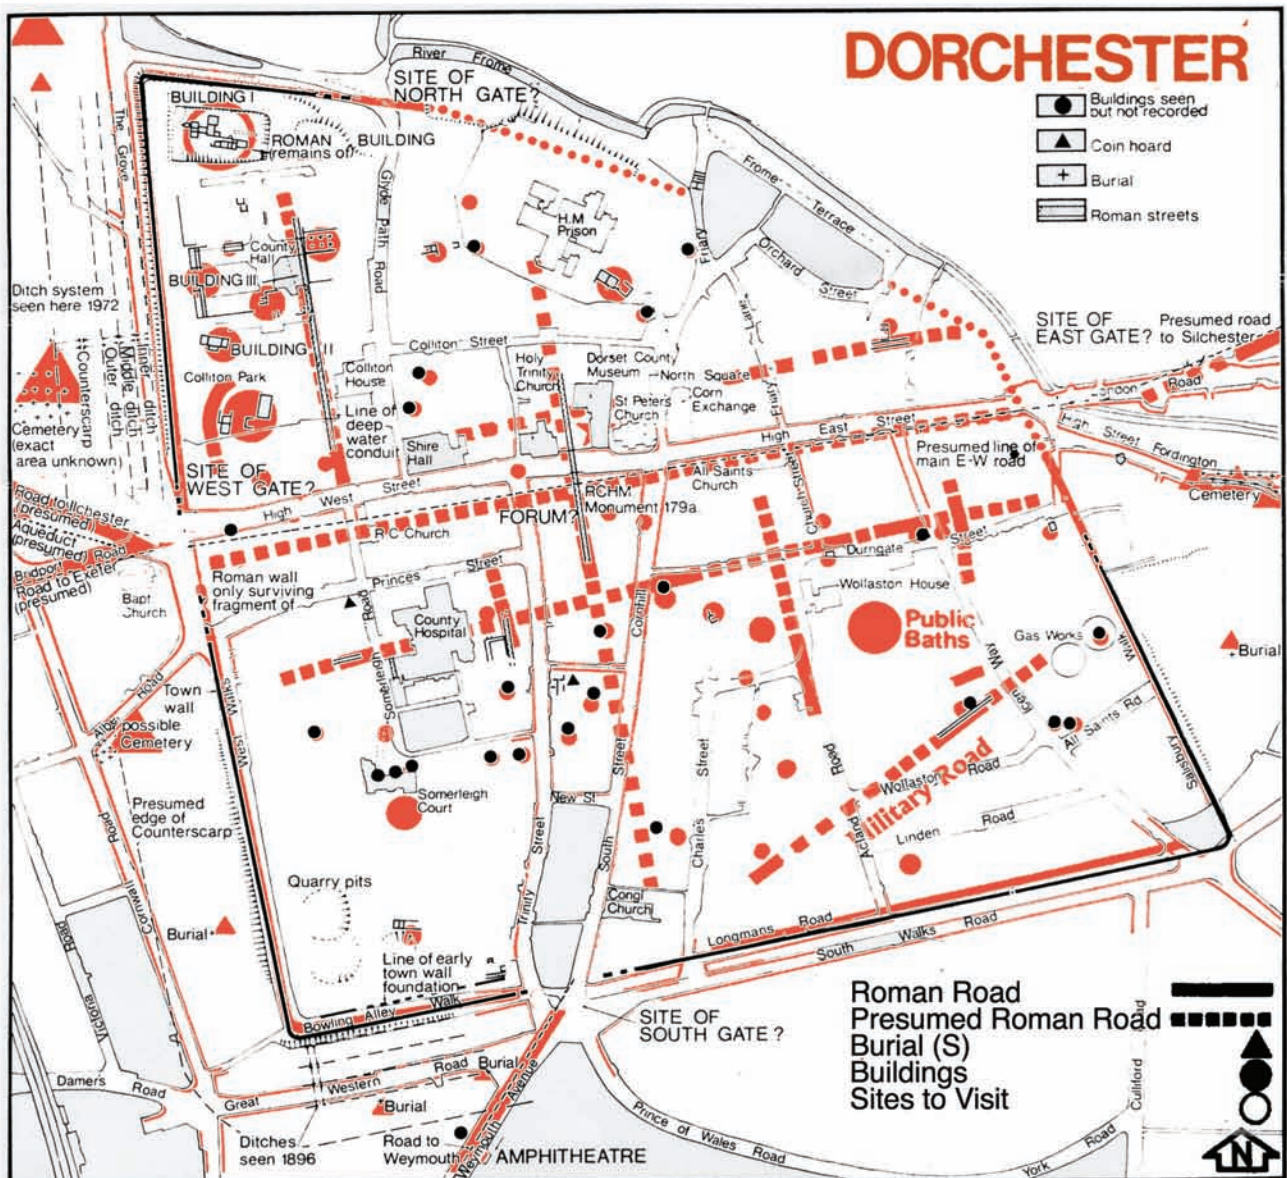 DORCHESTER
Buildings seen
but not recorded
Coin hoard
Burial
Roman streets
River Frome
SITE OF
NORTH GATE?
BUILDING I
ROMAN BUILDING
(remains of)
The Grove
Glyde Path Road
H.M
Prison
Friary Hill
Frome Terrace
Orchard Street
County
Hall
BUILDING III
Ditch system
seen here 1972
BUILDING II
Colliton Park
Inner ditch
Middle ditch
Outer ditch
Counterscarp
Cemetery
(exact
area unknown)
Colliton Street
Colliton
House
Holy
Trinity
Church
Dorset County
Museum
North Square
St Peters
Church
Corn
Exchange
Friary Lane
SITE OF
EAST GATE?
Presumed road
to Silchester
London Road
High Street Fordington
Cemetery
Line of
deep
water
conduit
Shire
Hall
High East Street
All Saints
Church
Presumed line of
main E-W road
SITE OF
WEST GATE?
High West Street
FORUM?
RCHM
Monument 179a
Church Street
Road to Ilchester
(presumed)
Aqueduct
(presumed)
Bridport Road
Road to Exeter
(presumed)
R C Church
Durngate Street
Bapt
Church
Roman wall
only surviving
fragment of
Princes Street
County
Hospital
Somerleigh Road
Cornhill
Wollaston House
Public
Baths
Gas Works
Burial
Albert Road
Town
wall
possible
Cemetery
West Walks
Icen Way
All Saints Rd
Salisbury Walk
Presumed
edge of
Counterscarp
Somerleigh
Court
New St
Trinity Street
South Street
Charles Street
Acland Road
Wollaston Road
Military Road
Linden Road
Quarry pits
Cornwall Road
Victoria Road
Burial
Line of early
town wall
foundation
Congl
Church
Longmans Road
South Walks Road
Bowling Alley Walk
SITE OF
SOUTH GATE?
Damers Road
Great Western Road
Burial
Burial
Ditches
seen 1896
Road to
Weymouth
Weymouth Avenue
AMPHITHEATRE
Prince of Wales Road
York Road
Culliford Road
Roman Road
Presumed Roman Road
Burial (S)
Buildings
Sites to Visit
N